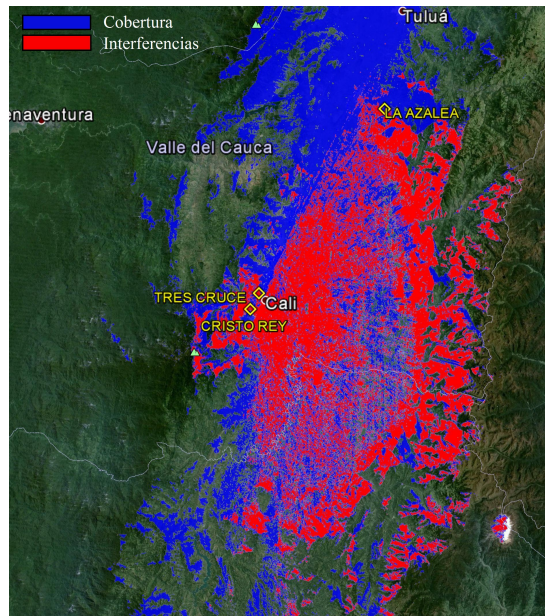 Cobertura
Interferencias
Tuluá
LA AZALEA
enaventura
Valle del Cauca
TRES CRUCE
Cali
CRISTO REY